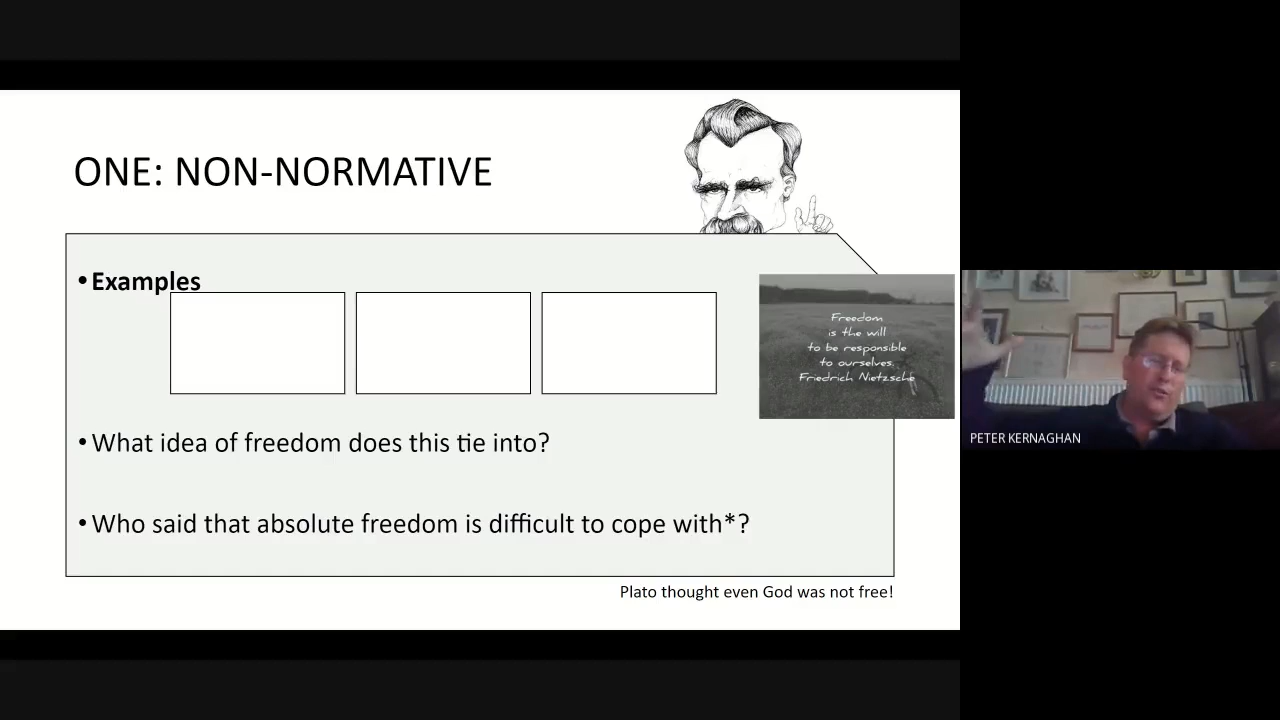 ONE: NON-NORMATIVE
• Examples
Freedom
is the will
to be responsible
to ourselves.
Friedrich Nietzsche
• What idea of freedom does this tie into?
• Who said that absolute freedom is difficult to cope with*?
Plato thought even God was not free!
PETER KERNAGHAN